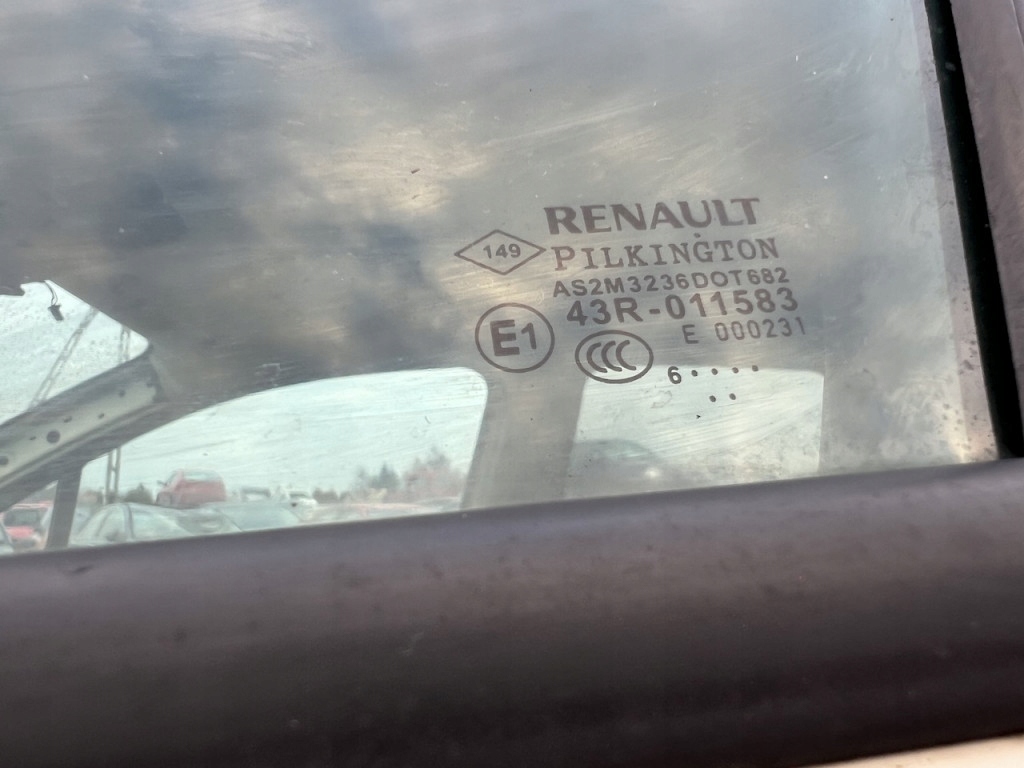 RENAULT
149 PILKINGTON
AS2M3236DOT682
43R-011583
E1 CCC E 000231
6 • • • •
• •